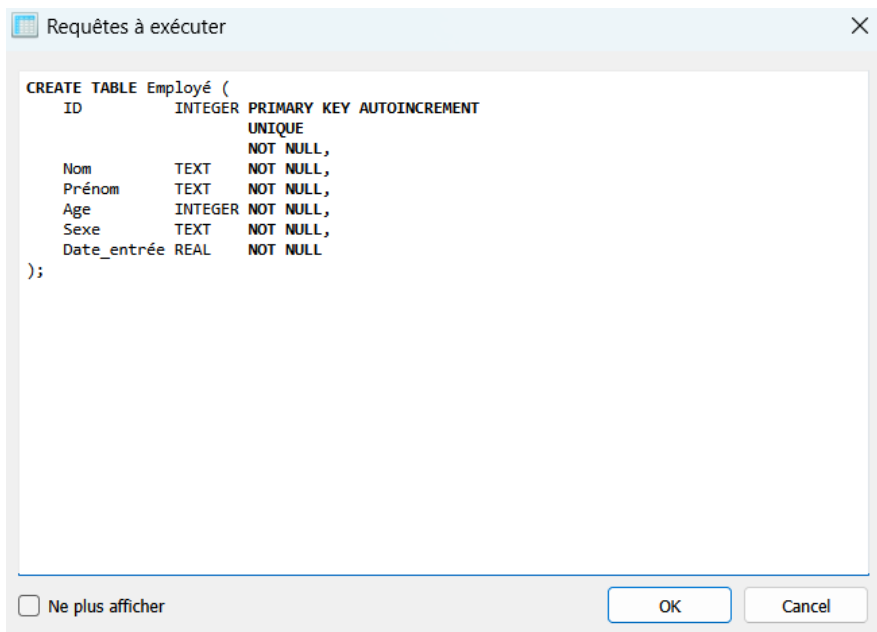 Requêtes à exécuter
CREATE TABLE Employé (
    ID          INTEGER PRIMARY KEY AUTOINCREMENT
                        UNIQUE
                        NOT NULL,
    Nom         TEXT    NOT NULL,
    Prénom      TEXT    NOT NULL,
    Age         INTEGER NOT NULL,
    Sexe        TEXT    NOT NULL,
    Date_entrée REAL    NOT NULL
);
Ne plus afficher
OK
Cancel